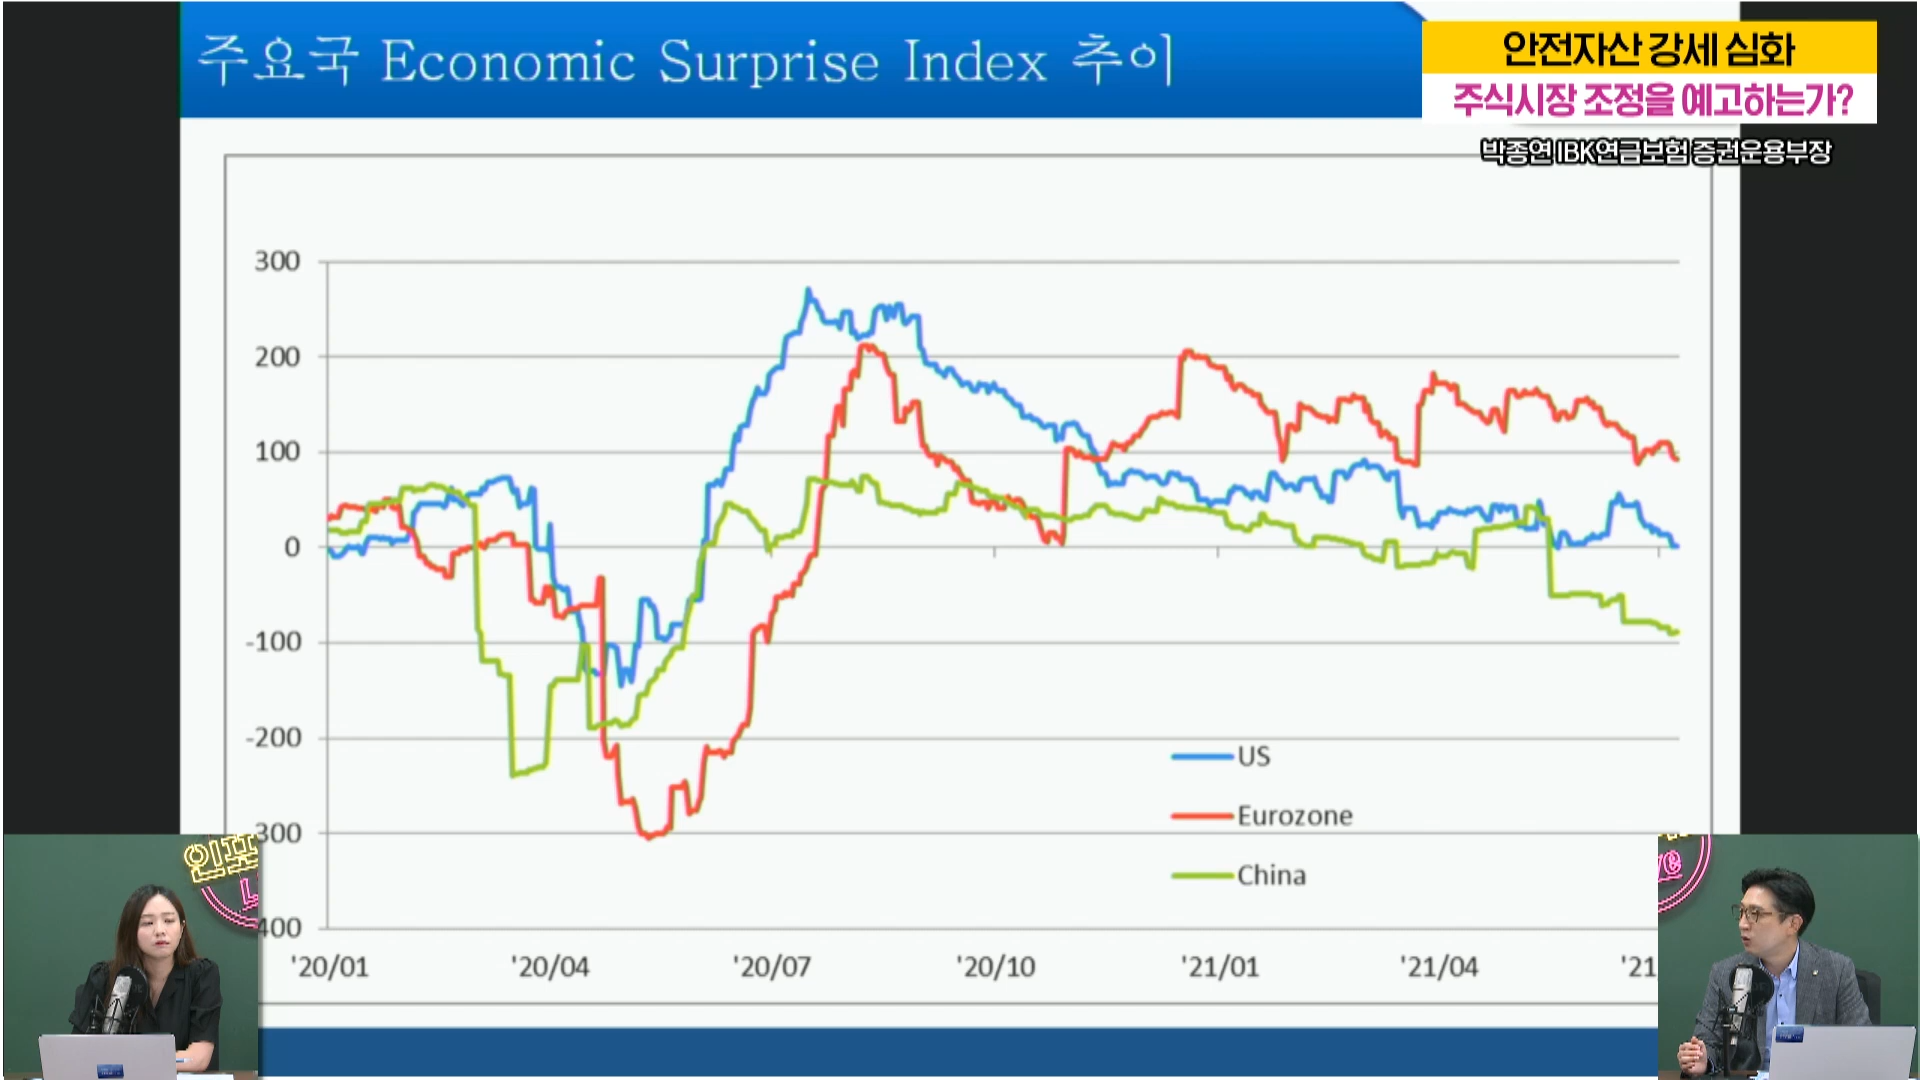 주요국 Economic Surprise Index 추이
안전자산 강세 심화
주식시장 조정을 예고하는가?
박종연 IBK연금보험 증권운용부장
300
200
100
0
-100
-200
300
400
'20/01
'20/04
'20/07
'20/10
'21/01
'21/04
'21
US
Eurozone
China